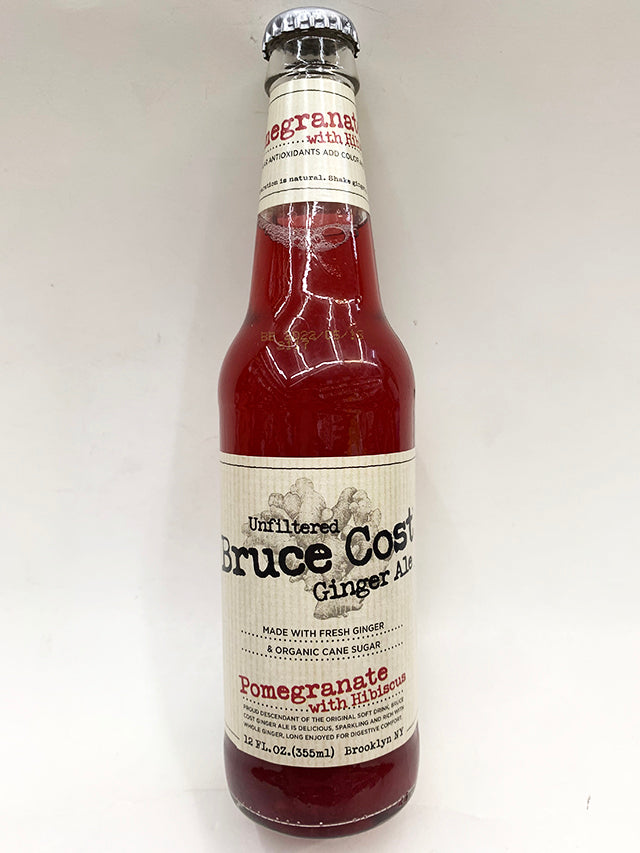 megranate
with Hib
ANTIOXIDANTS ADD COLOR
is natural. Shake
Unfiltered
Bruce Cost
Ginger Ale
MADE WITH FRESH GINGER
& ORGANIC CANE SUGAR
Pomegranate
with Hibiscus
PROUD DESCENDANT OF THE ORIGINAL SOFT DRINK, BRUCE
COST GINGER ALE IS DELICIOUS, SPARKLING AND RICH WITH
WHOLE GINGER, LONG ENJOYED FOR DIGESTIVE COMFORT.
12 FL.OZ.(355ml) Brooklyn NY